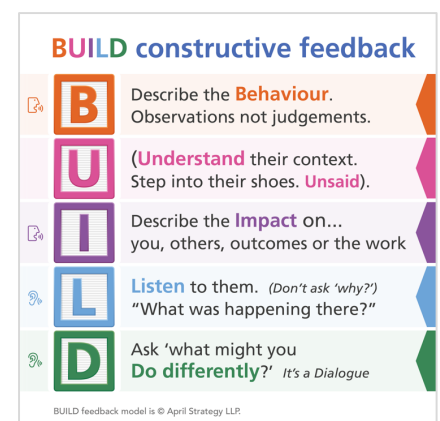 BUILD constructive feedback
B
Describe the Behaviour.
Observations not judgements.
U
(Understand their context.
Step into their shoes. Unsaid).
I
Describe the Impact on...
you, others, outcomes or the work
L
Listen to them. (Don't ask 'why?')
“What was happening there?”
D
Ask ‘what might you
Do differently?’ It's a Dialogue
BUILD feedback model is © April Strategy LLP.